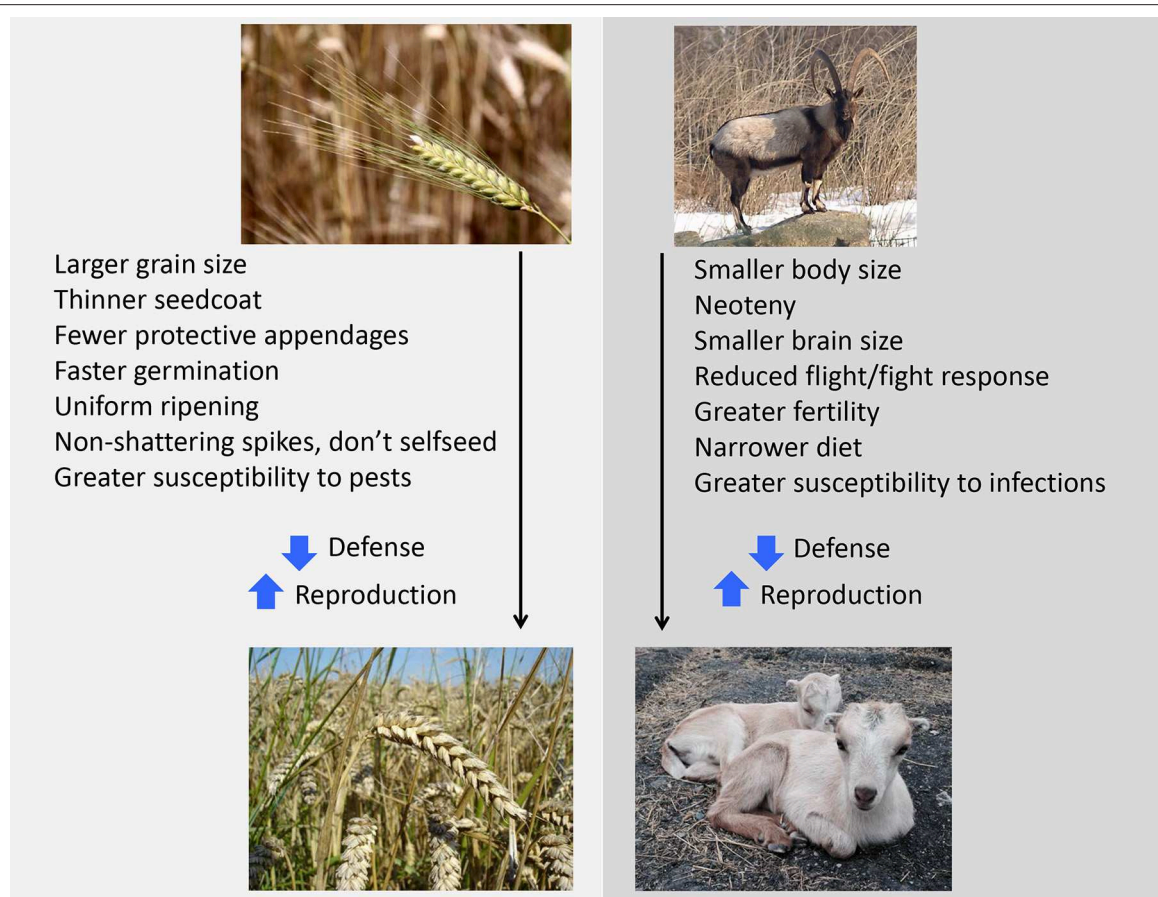 Larger grain size
Thinner seedcoat
Fewer protective appendages
Faster germination
Uniform ripening
Non-shattering spikes, don’t selfseed
Greater susceptibility to pests
Defense
Reproduction
Smaller body size
Neoteny
Smaller brain size
Reduced flight/fight response
Greater fertility
Narrower diet
Greater susceptibility to infections
Defense
Reproduction